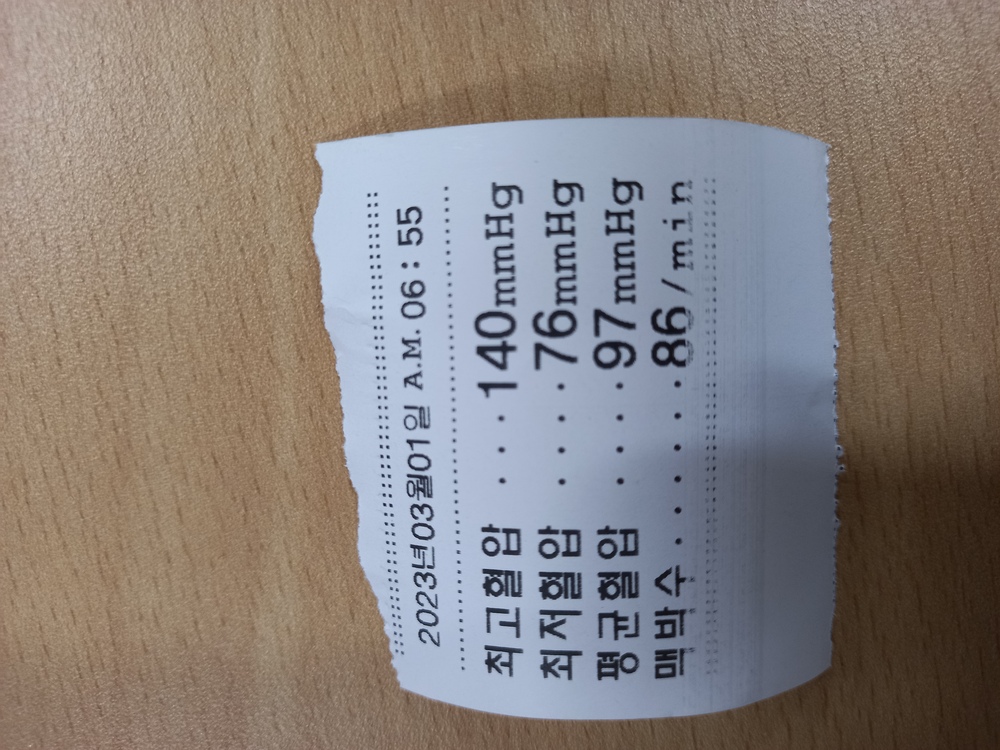 2023년03월01일 A.M. 06:55
최고혈압 ··· 140mmHg
최저혈압 ···· 76mmHg
평균혈압 ···· 97mmHg
맥박수 ······ 86/min